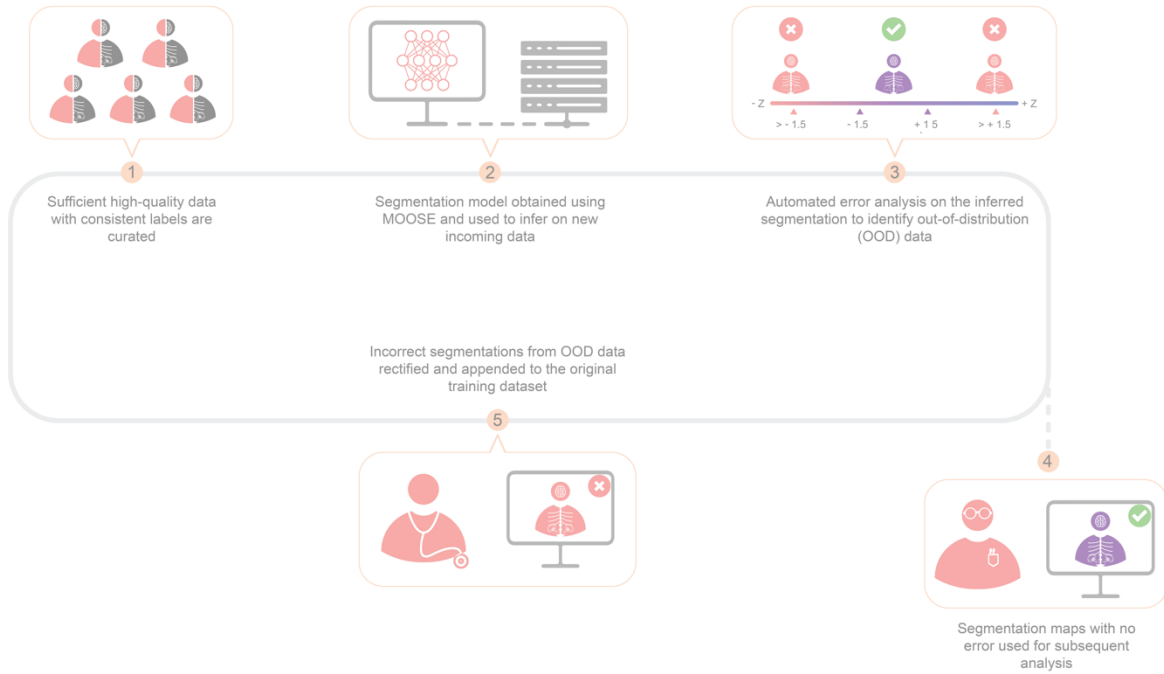 - Z
+ Z
> - 1.5
- 1.5
+ 1 5
> + 1.5
1
2
3
Sufficient high-quality data
with consistent labels are
curated
Segmentation model obtained using
MOOSE and used to infer on new
incoming data
Automated error analysis on the inferred
segmentation to identify out-of-distribution
(OOD) data
Incorrect segmentations from OOD data
rectified and appended to the original
training dataset
5
4
Segmentation maps with no
error used for subsequent
analysis